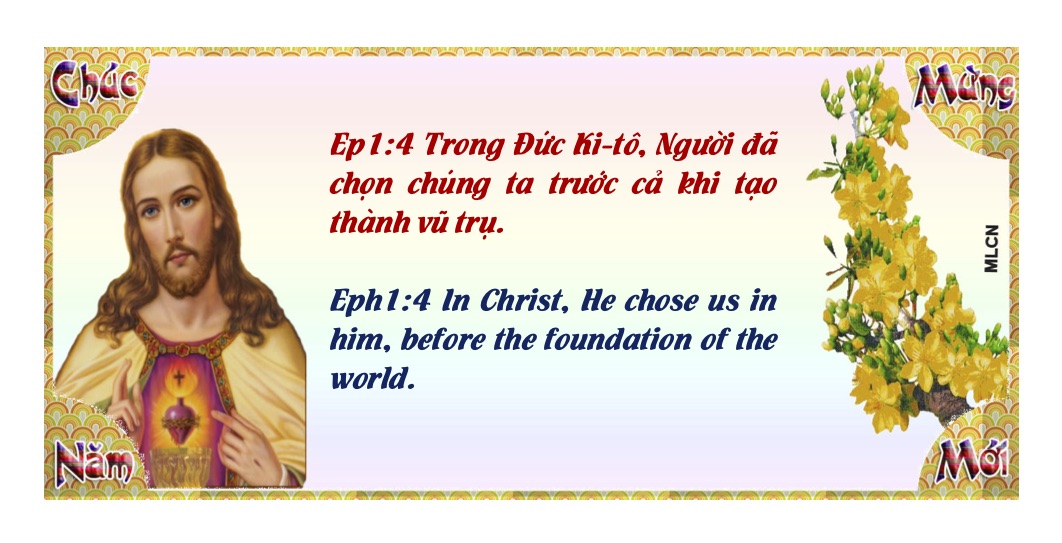 Chúc
Mừng
Ep1:4 Trong Đức Ki-tô, Người đã
chọn chúng ta trước cả khi tạo
thành vũ trụ.
Eph1:4 In Christ, He chose us in
him, before the foundation of the
world.
MLCN
Năm
Mới